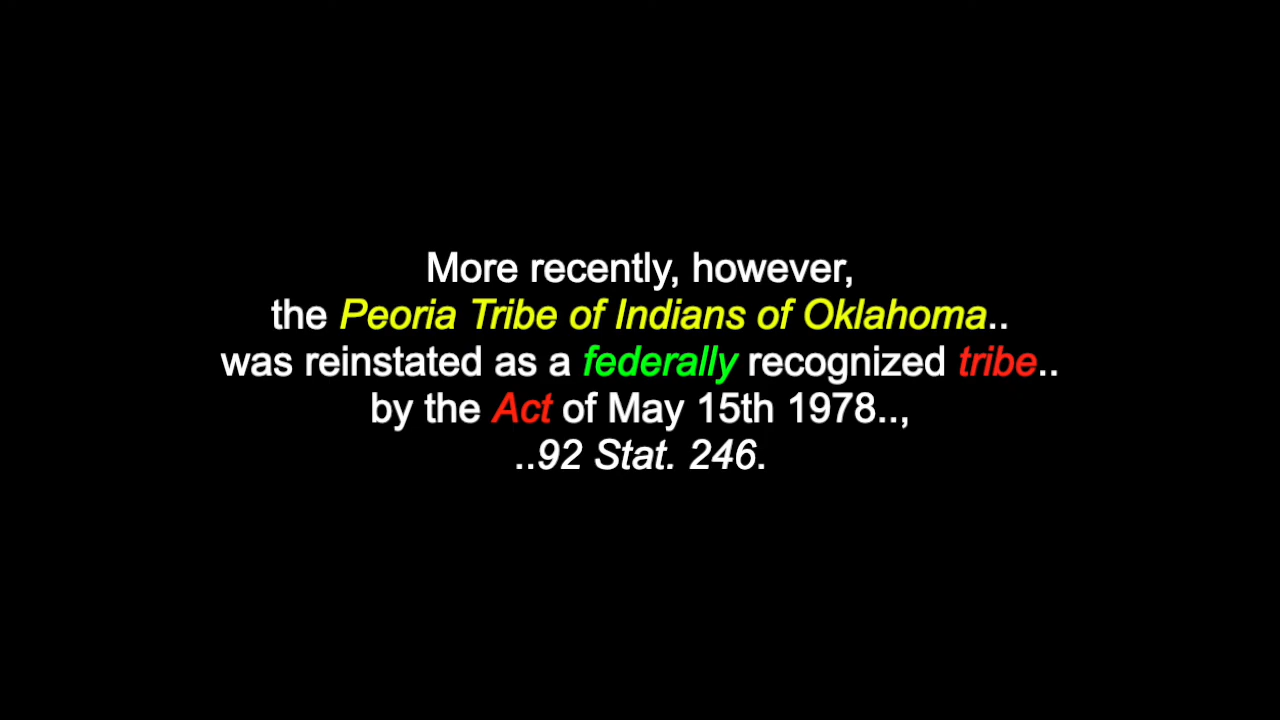 More recently, however,
the Peoria Tribe of Indians of Oklahoma..
was reinstated as a federally recognized tribe..
by the Act of May 15th 1978..,
..92 Stat. 246.